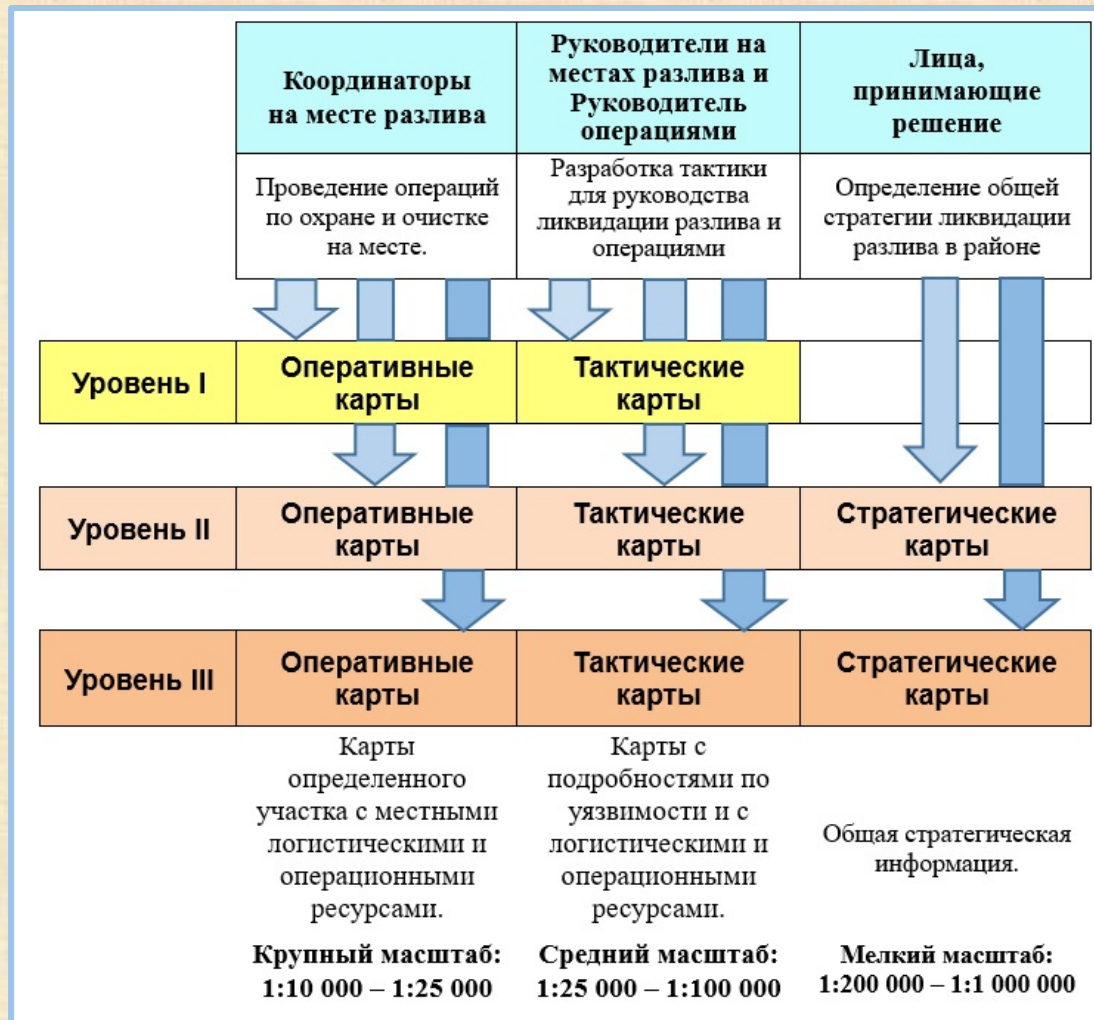 Координаторы
на месте разлива
Руководители на
местах разлива и
Руководитель
операциями
Лица,
принимающие
решение
Проведение операций
по охране и очистке
на месте.
Разработка тактики
для руководства
ликвидации разлива и
операциями
Определение общей
стратегии ликвидации
разлива в районе
Уровень I
Оперативные
карты
Тактические
карты
Уровень II
Оперативные
карты
Тактические
карты
Стратегические
карты
Уровень III
Оперативные
карты
Тактические
карты
Стратегические
карты
Карты
определенного
участка с местными
логистическими и
операционными
ресурсами.
Карты с
подробностями по
уязвимости и с
логистическими и
операционными
ресурсами.
Общая стратегическая
информация.
Крупный масштаб:
1:10 000 – 1:25 000
Средний масштаб:
1:25 000 – 1:100 000
Мелкий масштаб:
1:200 000 – 1:1 000 000